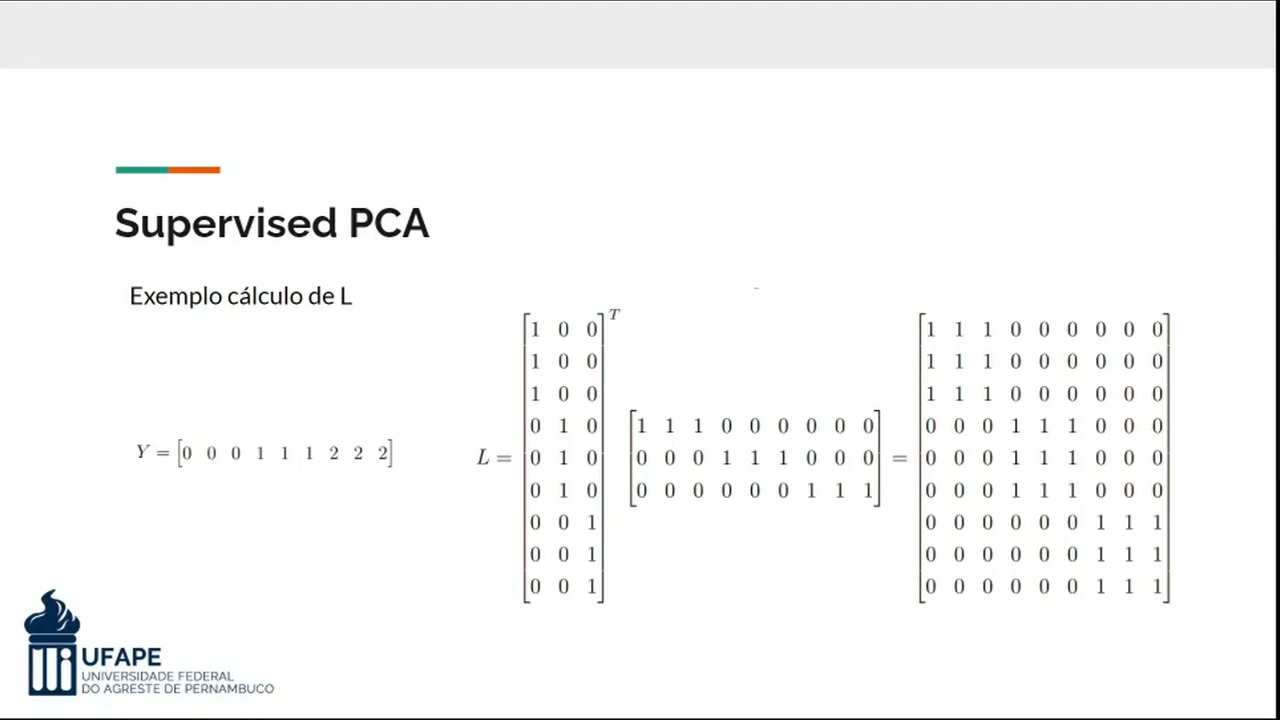 Supervised PCA
Exemplo cálculo de L
Y = [0 0 0 1 1 1 2 2 2]
L =
1 0 0
1 0 0
1 0 0
0 1 0
0 1 0
0 1 0
0 0 1
0 0 1
0 0 1
T
1 1 1 0 0 0 0 0 0
0 0 0 1 1 1 0 0 0
0 0 0 0 0 0 1 1 1
=
1 1 1 0 0 0 0 0 0
1 1 1 0 0 0 0 0 0
1 1 1 0 0 0 0 0 0
0 0 0 1 1 1 0 0 0
0 0 0 1 1 1 0 0 0
0 0 0 1 1 1 0 0 0
0 0 0 0 0 0 1 1 1
0 0 0 0 0 0 1 1 1
0 0 0 0 0 0 1 1 1
UFAPE
UNIVERSIDADE FEDERAL
DO AGRESTE DE PERNAMBUCO